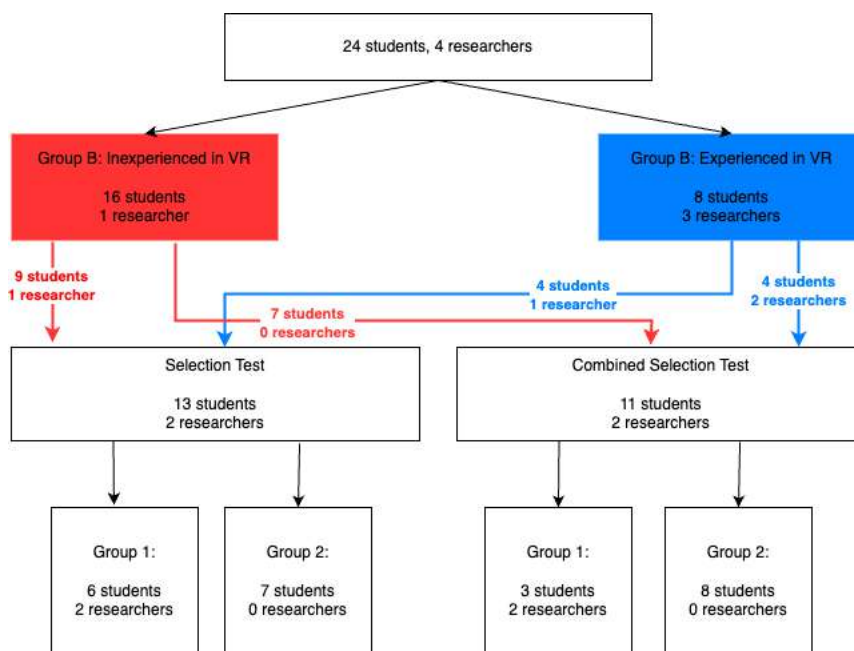 24 students, 4 researchers
Group B: Inexperienced in VR
16 students
1 researcher
Group B: Experienced in VR
8 students
3 researchers
9 students
1 researcher
7 students
0 researchers
4 students
1 researcher
4 students
2 researchers
Selection Test
13 students
2 researchers
Combined Selection Test
11 students
2 researchers
Group 1:
6 students
2 researchers
Group 2:
7 students
0 researchers
Group 1:
3 students
2 researchers
Group 2:
8 students
0 researchers